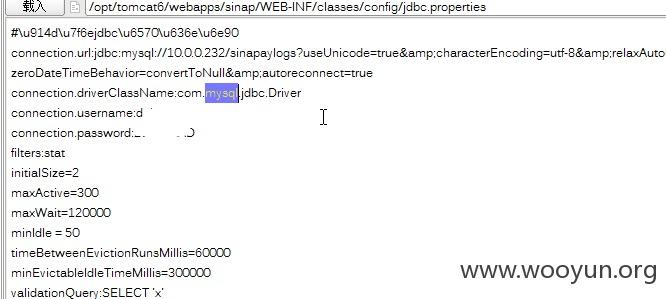 载入
/opt/tomcat6/webapps/sinap/WEB-INF/classes/config/jdbc.properties
#\u914d\u7f6ejdbc\u6570\u636e\u6e90
connection.url:jdbc:mysql://10.0.0.232/sinapaylogs?useUnicode=true&amp;characterEncoding=utf-8&amp;relaxAuto
zeroDateTimeBehavior=convertToNull&amp;autoreconnect=true
connection.driverClassName:com.mysql.jdbc.Driver
connection.username:d
connection.password:
filters:stat
initialSize=2
maxActive=300
maxWait=120000
minIdle = 50
timeBetweenEvictionRunsMillis=60000
minEvictableIdleTimeMillis=300000
validationQuery:SELECT 'x'
www.wooyun.org